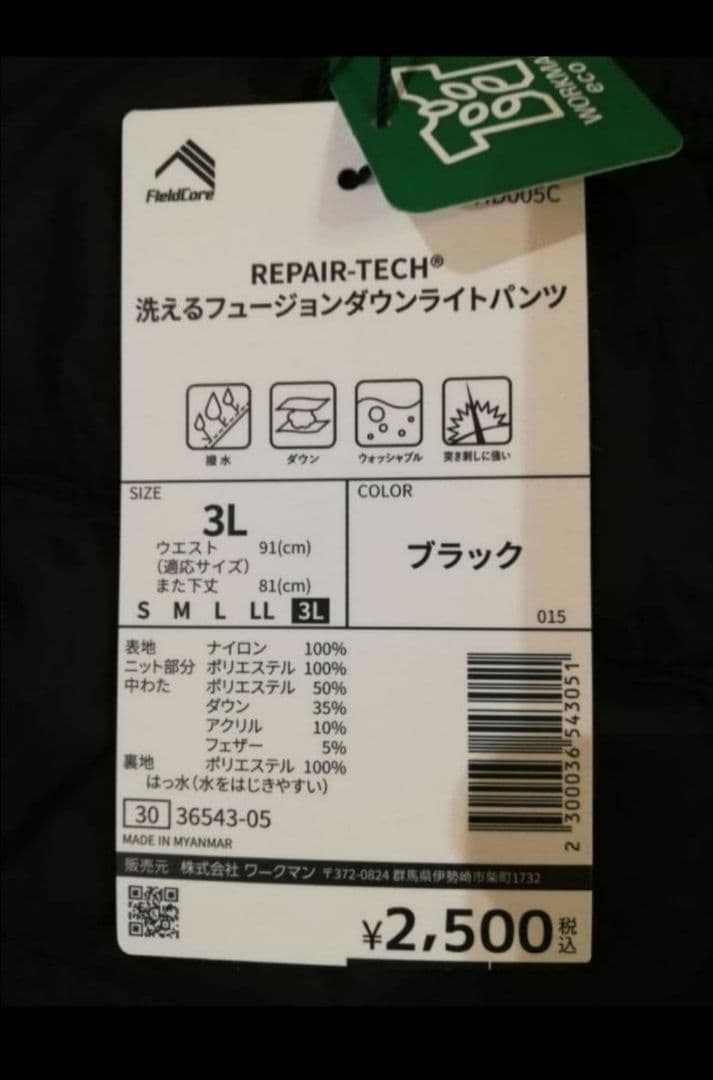 WORKMA
eco
FieldCore
005C
REPAIR-TECH®
洗えるフュージョンダウンライトパンツ
撥水 ダウン ウォッシャブル 突き刺しに強い
SIZE
3L
ウエスト 91(cm)
(適応サイズ)
また下丈 81(cm)
S M L LL 3L
COLOR
ブラック
015
表地 ナイロン 100%
ニット部分 ポリエステル 100%
中わた ポリエステル 50%
ダウン 35%
アクリル 10%
フェザー 5%
裏地 ポリエステル 100%
はっ水(水をはじきやすい)
30 36543-05
MADE IN MYANMAR
2300036543051
販売元 株式会社 ワークマン 〒372-0824 群馬県伊勢崎市柴町1732
¥2,500税込